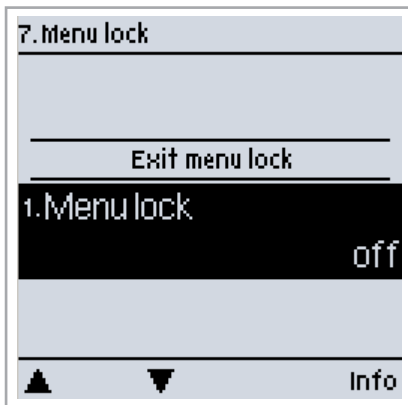 7. Menu lock
Exit menu lock
1. Menu lock
off
Info